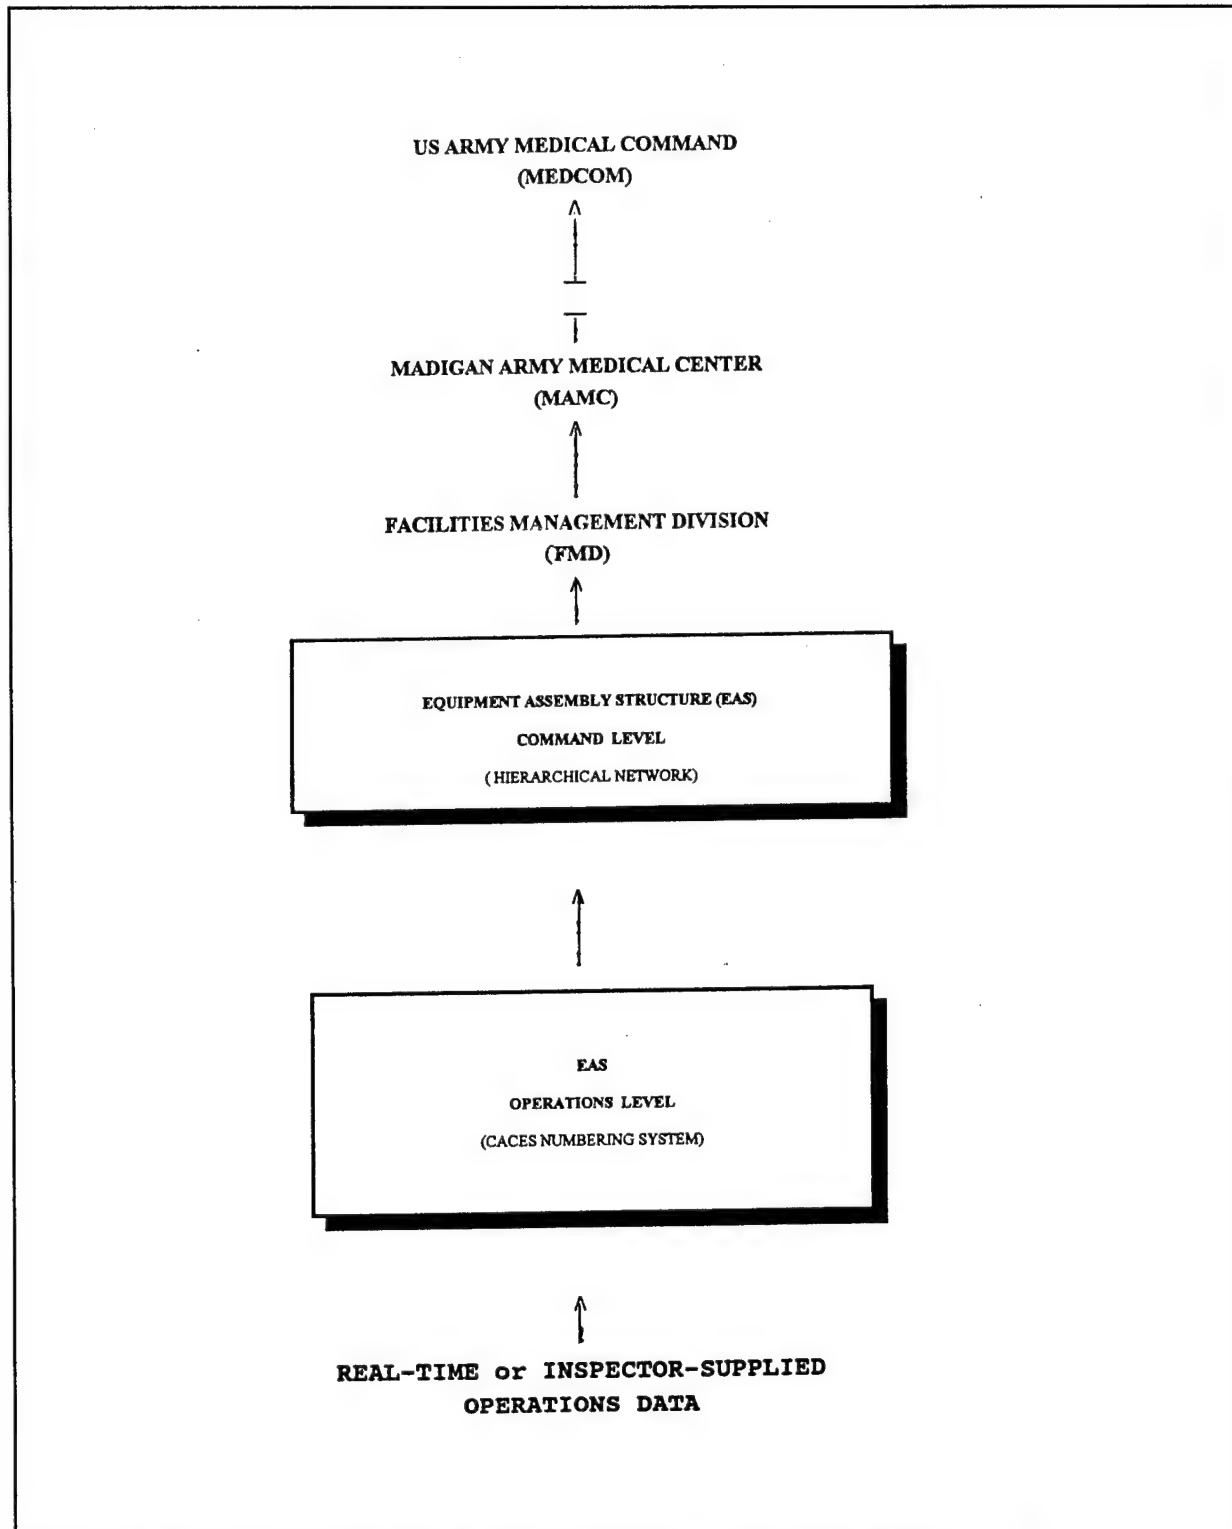 US ARMY MEDICAL COMMAND
(MEDCOM)
MADIGAN ARMY MEDICAL CENTER
(MAMC)
FACILITIES MANAGEMENT DIVISION
(FMD)
EQUIPMENT ASSEMBLY STRUCTURE (EAS)
COMMAND LEVEL
( HIERARCHICAL NETWORK)
EAS
OPERATIONS LEVEL
(CACES NUMBERING SYSTEM)
REAL-TIME or INSPECTOR-SUPPLIED
OPERATIONS DATA